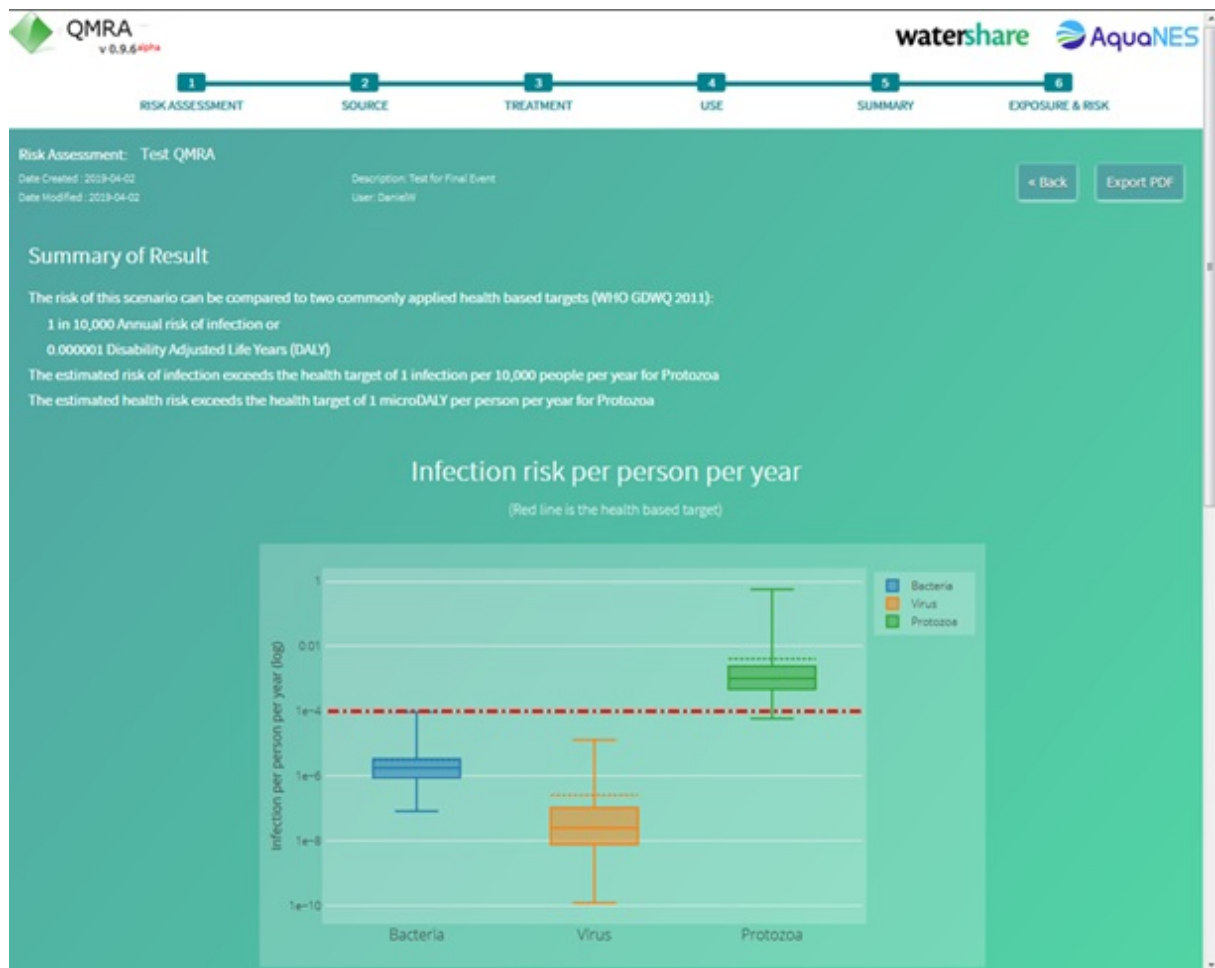 QMRA
v 0.9.6 alpha
watershare
AquaNES
1 2 3 4 5 6
RISK ASSESSMENT SOURCE TREATMENT USE SUMMARY EXPOSURE & RISK
Risk Assessment: Test QMRA
Date Created : 2019-04-02 Description: Test for Final Event
Date Modified : 2019-04-02 User: DanielW
« Back Export PDF
Summary of Result
The risk of this scenario can be compared to two commonly applied health based targets (WHO GDWQ 2011):
1 in 10,000 Annual risk of infection or
0.000001 Disability Adjusted Life Years (DALY)
The estimated risk of infection exceeds the health target of 1 infection per 10,000 people per year for Protozoa
The estimated health risk exceeds the health target of 1 microDALY per person per year for Protozoa
Infection risk per person per year
(Red line is the health based target)
Infection per person per year (log)
1
0.01
1e-4
1e-6
1e-8
1e-10
Bacteria Virus Protozoa
Bacteria
Virus
Protozoa